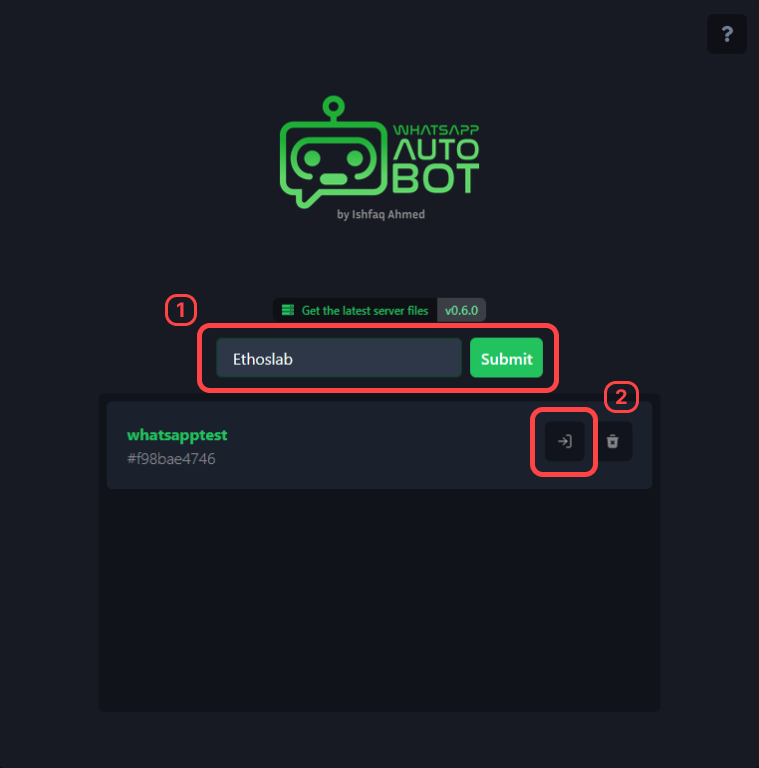 ?
WHATSAPP
AUTO
BOT
by Ishfaq Ahmed
1
Get the latest server files v0.6.0
Ethoslab Submit
2
whatsapptest
#f98bae4746